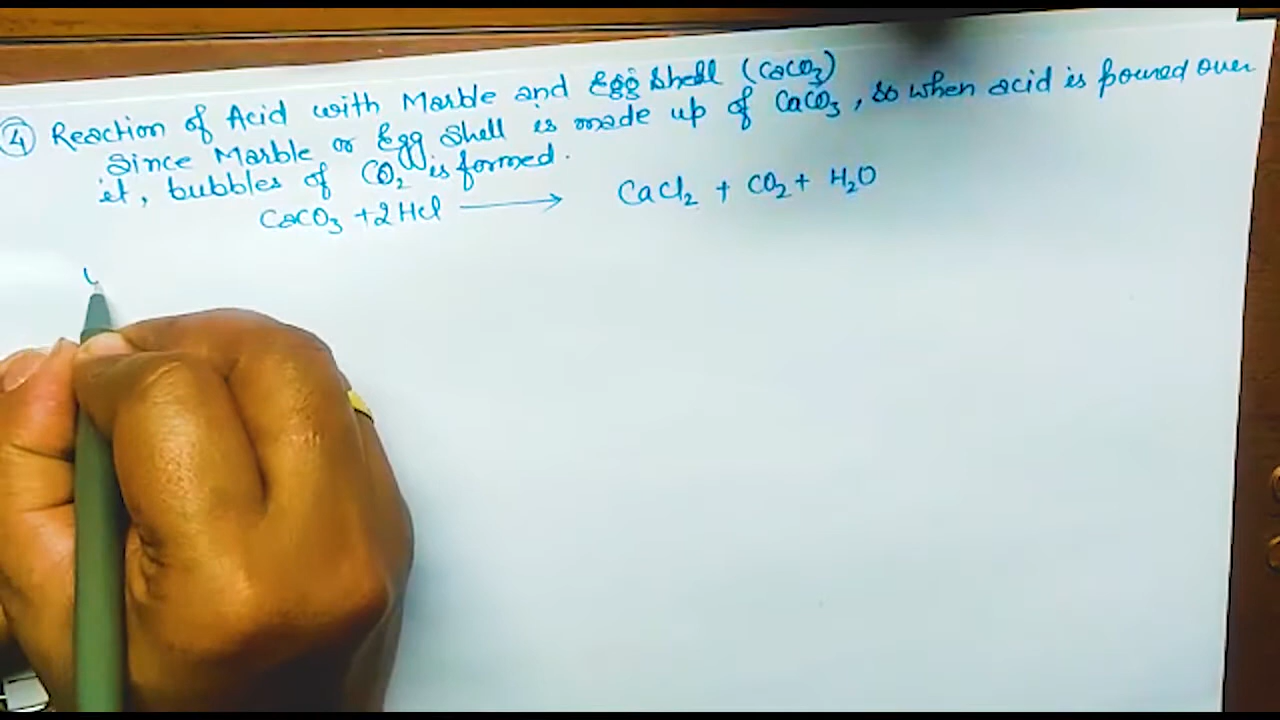 ④ Reaction of Acid with Marble and Egg Shell (CaCO₃)
Since Marble or Egg Shell is made up of CaCO₃, so when acid is poured over
it, bubbles of CO₂ is formed.
CaCO₃ + 2HCl ⟶ CaCl₂ + CO₂ + H₂O